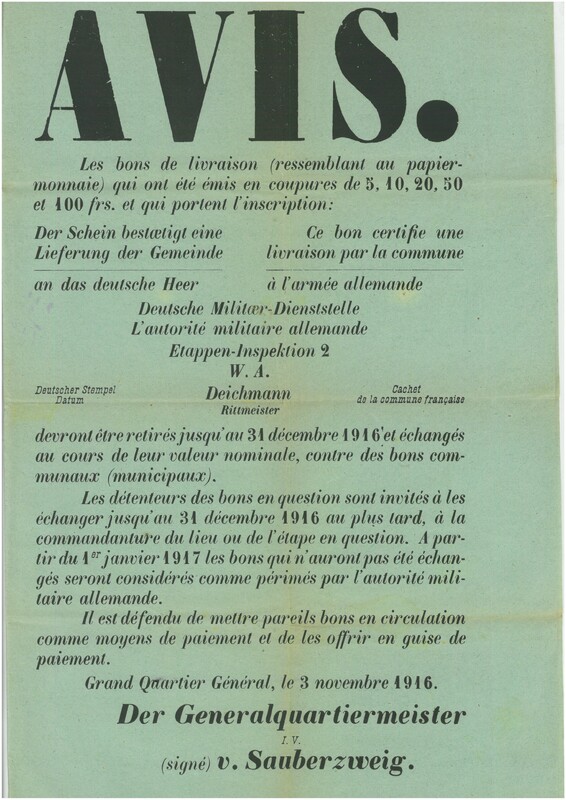 AVIS.
Les bons de livraison (ressemblant au papier-
monnaie) qui ont été émis en coupures de 5, 10, 20, 50
et 100 frs. et qui portent l'inscription:
Der Schein bestætigt eine
Lieferung der Gemeinde
Ce bon certifie une
livraison par la commune
an das deutsche Heer
à l'armée allemande
Deutsche Militær-Dienststelle
L'autorité militaire allemande
Etappen-Inspektion 2
W. A.
Deutscher Stempel
Datum
Deichmann
Rittmeister
Cachet
de la commune française
devront être retirés jusqu'au 31 décembre 1916 et échangés
au cours de leur valeur nominale, contre des bons com-
munaux (municipaux).
Les détenteurs des bons en question sont invités à les
échanger jusqu'au 31 décembre 1916 au plus tard, à la
commandanture du lieu ou de l'étape en question. A par-
tir du 1er janvier 1917 les bons qui n'auront pas été échan-
gés seront considérés comme périmés par l'autorité mili-
taire allemande.
Il est défendu de mettre pareils bons en circulation
comme moyens de paiement et de les offrir en guise de
paiement.
Grand Quartier Général, le 3 novembre 1916.
Der Generalquartiermeister
I. V.
(signé) v. Sauberzweig.